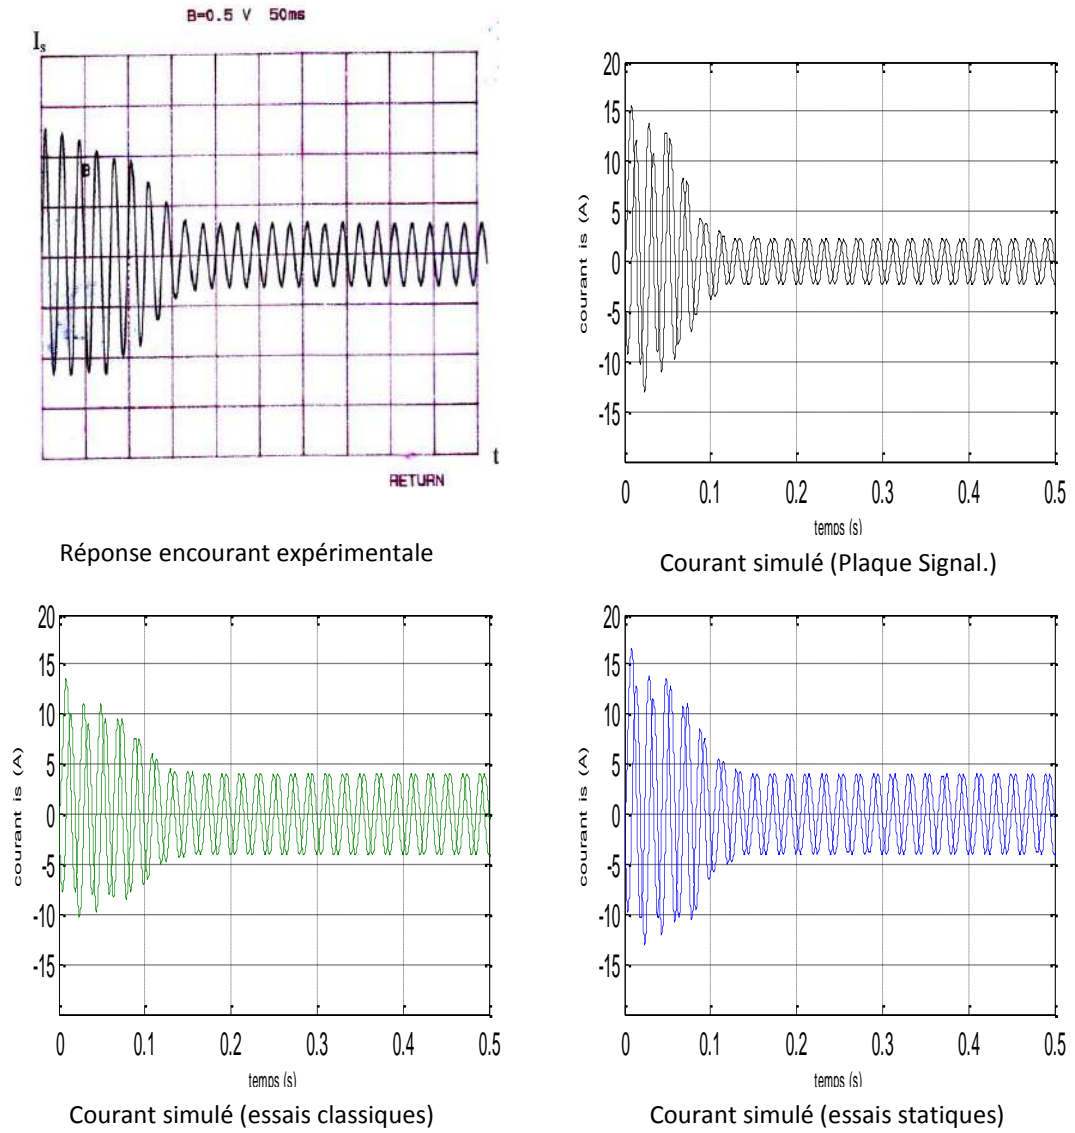 B=0.5 V 50ms
Is
B
t
RETURN
Réponse encourant expérimentale
20
15
10
5
0
-5
-10
-15
courant is (A)
0 0.1 0.2 0.3 0.4 0.5
temps (s)
Courant simulé (Plaque Signal.)
20
15
10
5
0
-5
-10
-15
courant is (A)
0 0.1 0.2 0.3 0.4 0.5
temps (s)
Courant simulé (essais classiques)
20
15
10
5
0
-5
-10
-15
courant is (A)
0 0.1 0.2 0.3 0.4 0.5
temps (s)
Courant simulé (essais statiques)